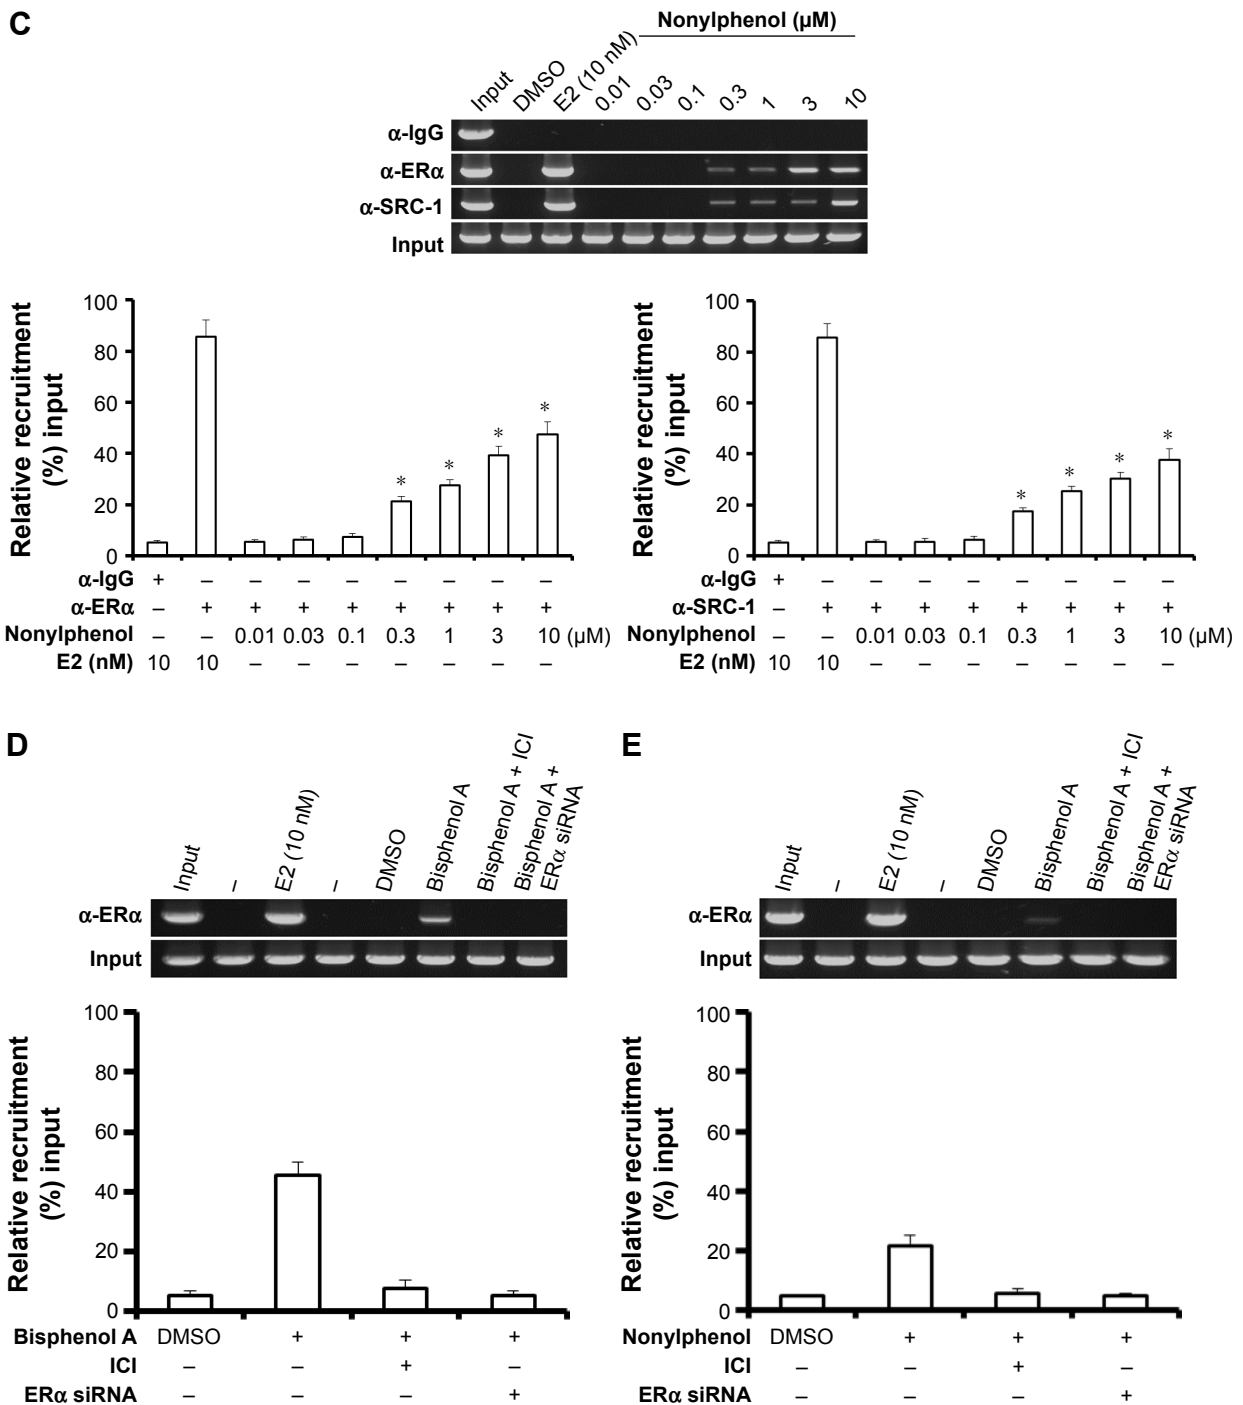 C
Nonylphenol (µM)
Input DMSO E2 (10 nM) 0.01 0.03 0.1 0.3 1 3 10
α-IgG
α-ERα
α-SRC-1
Input
Relative recruitment
(%) input
100
80
60
40
20
0
* * * *
α-IgG + – – – – – – – –
α-ERα – + + + + + + + +
Nonylphenol – – 0.01 0.03 0.1 0.3 1 3 10 (µM)
E2 (nM) 10 10 – – – – – – –
Relative recruitment
(%) input
100
80
60
40
20
0
* * * *
α-IgG + – – – – – – – –
α-SRC-1 – + + + + + + + +
Nonylphenol – – 0.01 0.03 0.1 0.3 1 3 10 (µM)
E2 (nM) 10 10 – – – – – – –
D
Input – E2 (10 nM) – DMSO Bisphenol A Bisphenol A + ICI Bisphenol A +
ERα siRNA
α-ERα
Input
Relative recruitment
(%) input
100
80
60
40
20
0
Bisphenol A DMSO + + +
ICI – – + –
ERα siRNA – – – +
E
Input – E2 (10 nM) – DMSO Bisphenol A Bisphenol A + ICI Bisphenol A +
ERα siRNA
α-ERα
Input
Relative recruitment
(%) input
100
80
60
40
20
0
Nonylphenol DMSO + + +
ICI – – + –
ERα siRNA – – – +